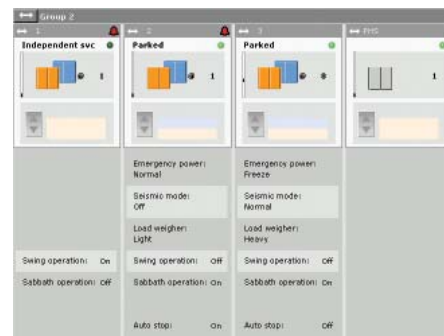 Group 2
1
2
3
PHS
Independent svc
Parked
Parked
1
1
8
1
Emergency power:
Normal
Emergency power:
Freeze
Seismic mode:
Off
Seismic mode:
Normal
Load weigher:
Light
Load weigher:
Heavy
Swing operation: On
Swing operation: Off
Swing operation: Off
Sabbath operation: Off
Sabbath operation: On
Sabbath operation: On
Auto stop: On
Auto stop: Off